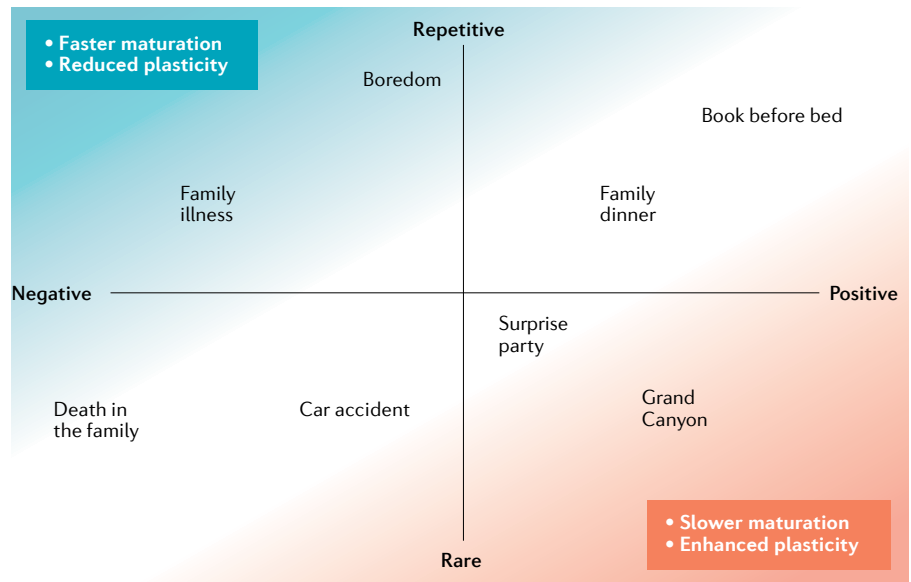 • Faster maturation
• Reduced plasticity
Repetitive
Boredom
Book before bed
Family
illness
Family
dinner
Negative
Positive
Surprise
party
Death in
the family
Car accident
Grand
Canyon
• Slower maturation
• Enhanced plasticity
Rare